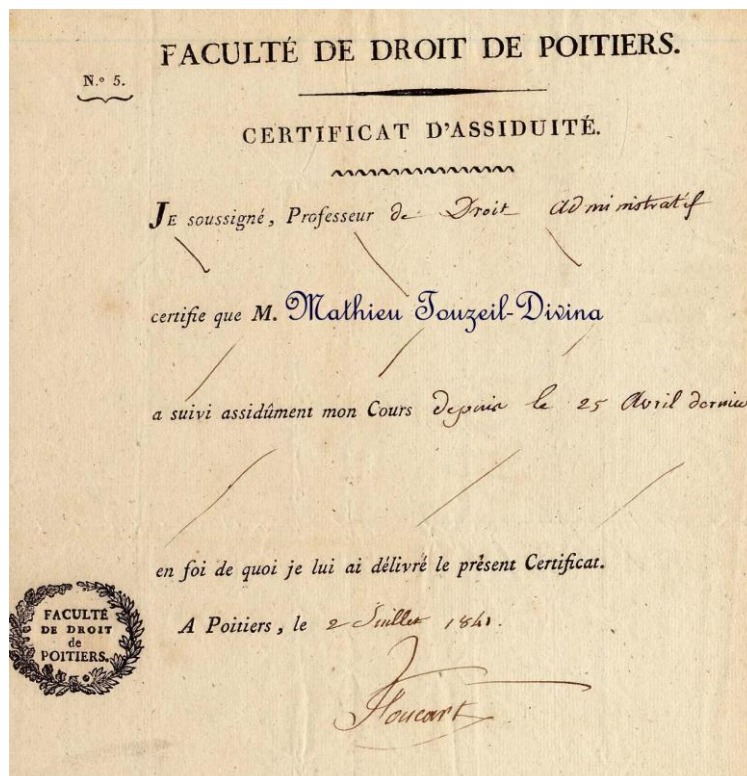 FACULTÉ DE DROIT DE POITIERS.
N.º 5.
CERTIFICAT D'ASSIDUITÉ.
JE soussigné, Professeur de Droit administratif
certifie que M. Mathieu Touzeil-Divina
a suivi assidûment mon Cours depuis le 25 Avril dernier
en foi de quoi je lui ai délivré le présent Certificat.
A Poitiers, le 2 Juillet 1841.
FACULTÉ
DE DROIT
de
POITIERS.
Foucart